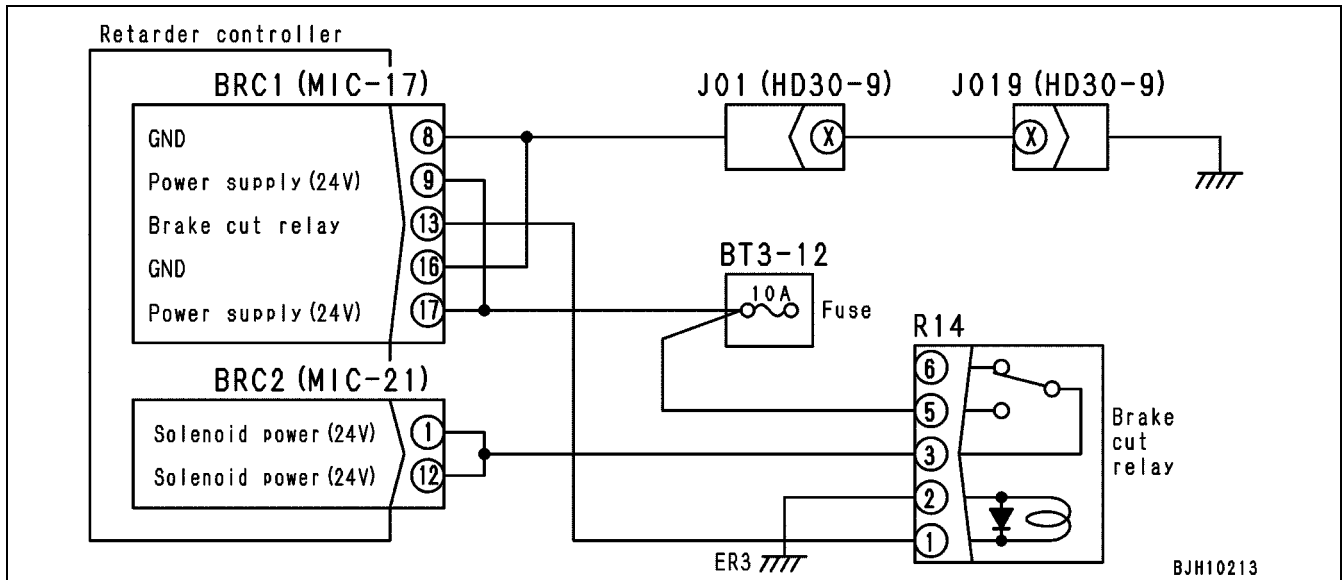 Retarder controller
BRC1 (MIC-17)
J01 (HD30-9)
J019 (HD30-9)
GND
8
X
X
Power supply (24V)
9
Brake cut relay
13
GND
16
Power supply (24V)
17
BT3-12
10A
Fuse
BRC2 (MIC-21)
Solenoid power (24V)
1
Solenoid power (24V)
12
R14
6
5
3
2
1
Brake
cut
relay
ER3
BJH10213